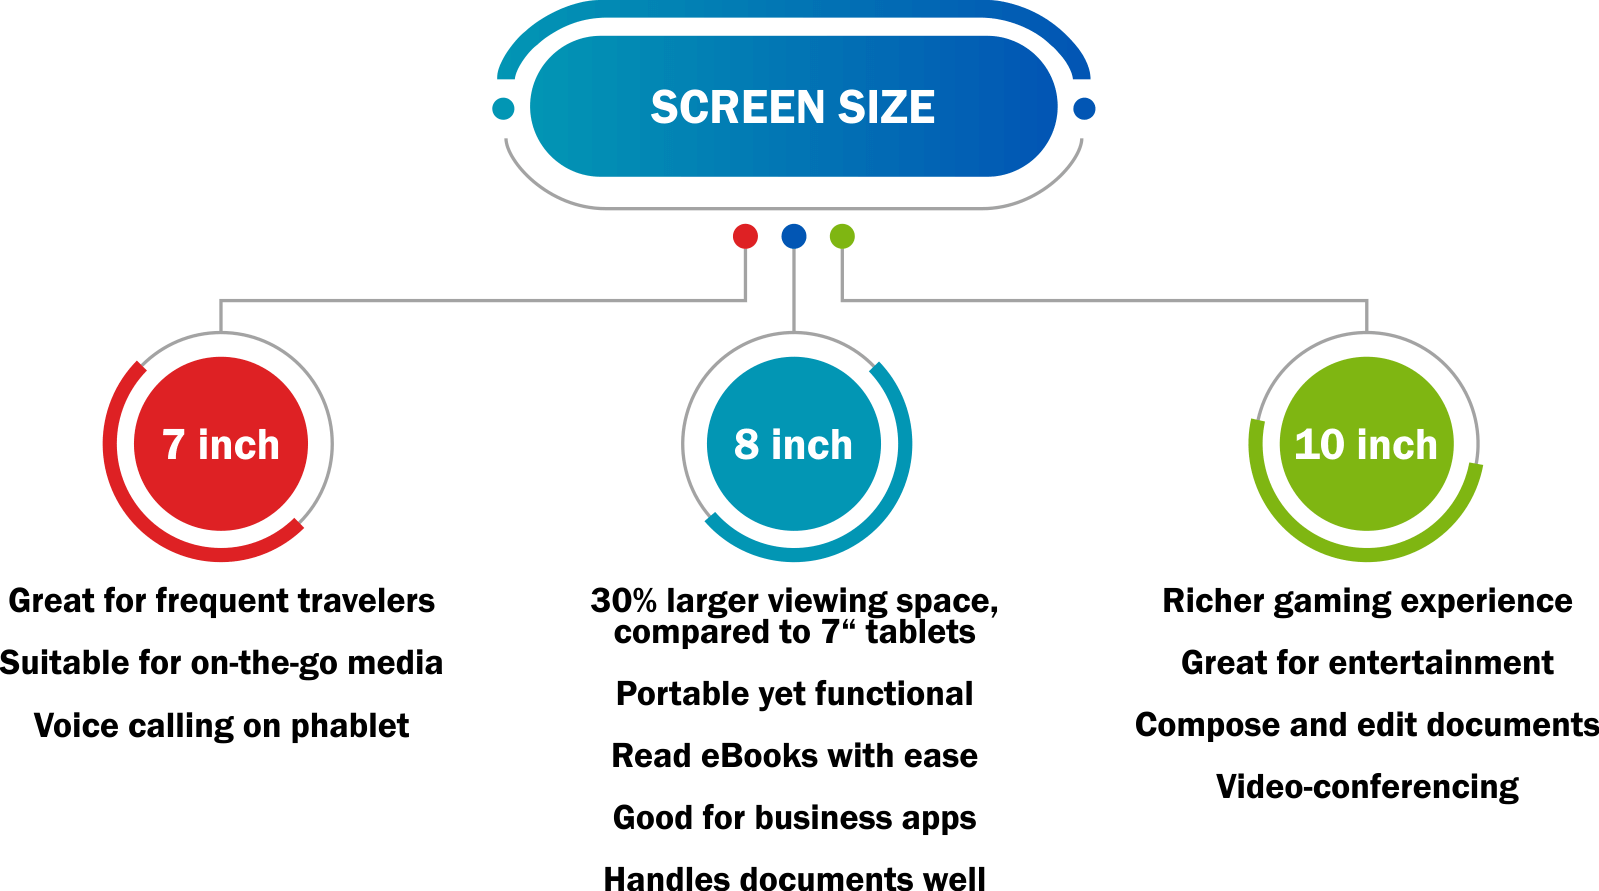 SCREEN SIZE
7 inch
Great for frequent travelers
Suitable for on-the-go media
Voice calling on phablet
8 inch
30% larger viewing space,
compared to 7“ tablets
Portable yet functional
Read eBooks with ease
Good for business apps
Handles documents well
10 inch
Richer gaming experience
Great for entertainment
Compose and edit documents
Video-conferencing